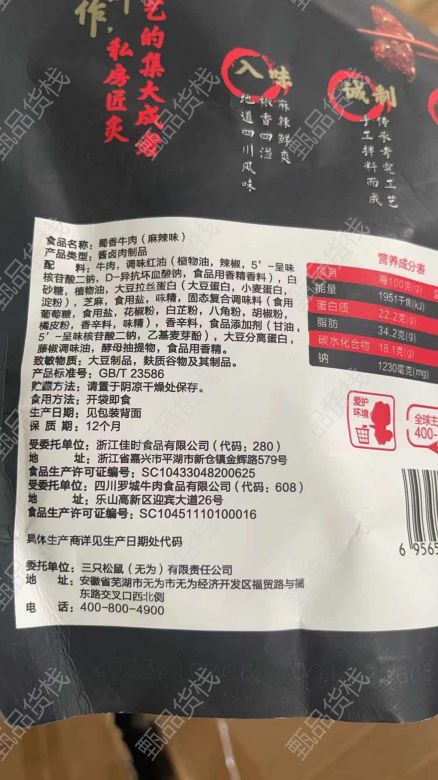 作
艺的集大成
私房匠炙
入味
麻辣鲜爽
椒香四溢
地道四川风味
诚制
传承考究工艺
手工拌料而成
食品名称：蜀香牛肉（麻辣味）
产品类型：酱卤肉制品
配 料：牛肉，调味红油（植物油，辣椒，5’-呈味
核苷酸二钠，D-异抗坏血酸钠，食品用香精香料），白
砂糖，植物油，大豆拉丝蛋白（大豆蛋白，小麦蛋白，
淀粉），芝麻，食用盐，味精，固态复合调味料（食用
葡萄糖，食用盐，花椒粉，白芷粉，八角粉，胡椒粉，
橘皮粉，香辛料，味精），香辛料，食品添加剂（甘油，
5’-呈味核苷酸二钠，乙基麦芽酚），大豆分离蛋白，
藤椒调味油，酵母抽提物，食品用香精。
致敏物质：大豆制品，麸质谷物及其制品。
产品标准号：GB/T 23586
贮藏方法：请置于阴凉干燥处保存。
食用方法：开袋即食
生产日期：见包装背面
保 质 期：12个月
受委托单位：浙江佳时食品有限公司（代码：280）
地 址：浙江省嘉兴市平湖市新仓镇金辉路579号
食品生产许可证编号：SC10433048200625
受委托单位：四川罗城牛肉食品有限公司（代码：608）
地 址：乐山高新区迎宾大道26号
食品生产许可证编号：SC10451110100016
具体生产商详见生产日期处代码
委托单位：三只松鼠（无为）有限责任公司
地 址：安徽省芜湖市无为市无为经济开发区福贸路与
东路交叉口西北侧
电 话：400-800-4900
营养成分表
项目 每100克(g)
能量 1951千焦(kJ)
蛋白质 22.2克(g)
脂肪 34.2克(g)
碳水化合物 18.1克(g)
钠 1230毫克(mg)
爱护
环境
全球主
400-
6 9565
甄品货栈